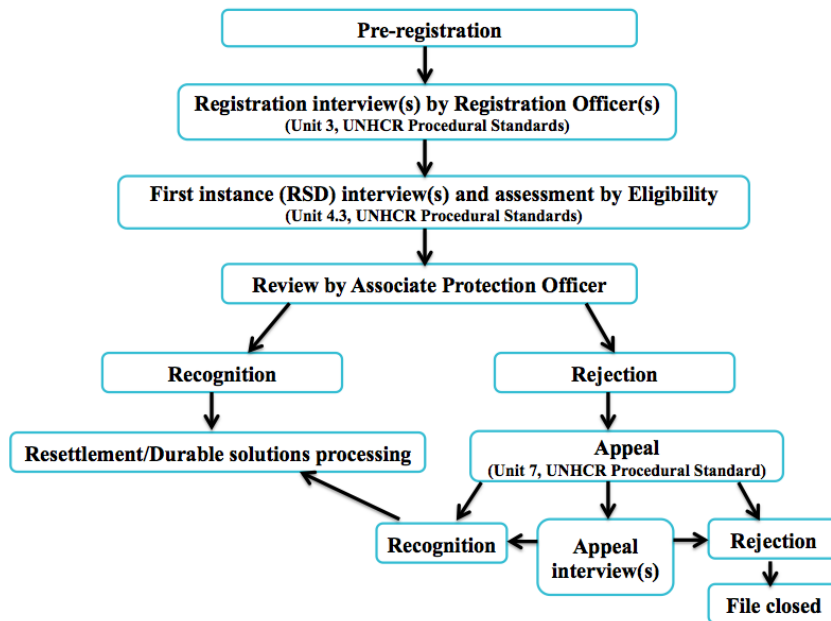 Pre-registration
Registration interview(s) by Registration Officer(s)
(Unit 3, UNHCR Procedural Standards)
First instance (RSD) interview(s) and assessment by Eligibility
(Unit 4.3, UNHCR Procedural Standards)
Review by Associate Protection Officer
Recognition
Rejection
Resettlement/Durable solutions processing
Appeal
(Unit 7, UNHCR Procedural Standard)
Recognition
Appeal
interview(s)
Rejection
File closed